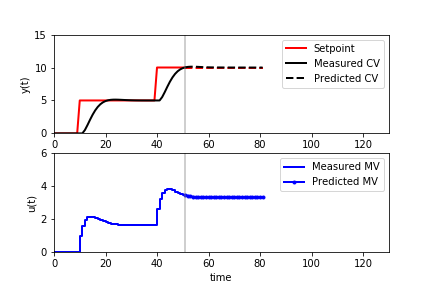 15
10
5
0
y(t)
Setpoint
Measured CV
Predicted CV
0 20 40 60 80 100 120
6
4
2
0
u(t)
Measured MV
Predicted MV
0 20 40 60 80 100 120
time